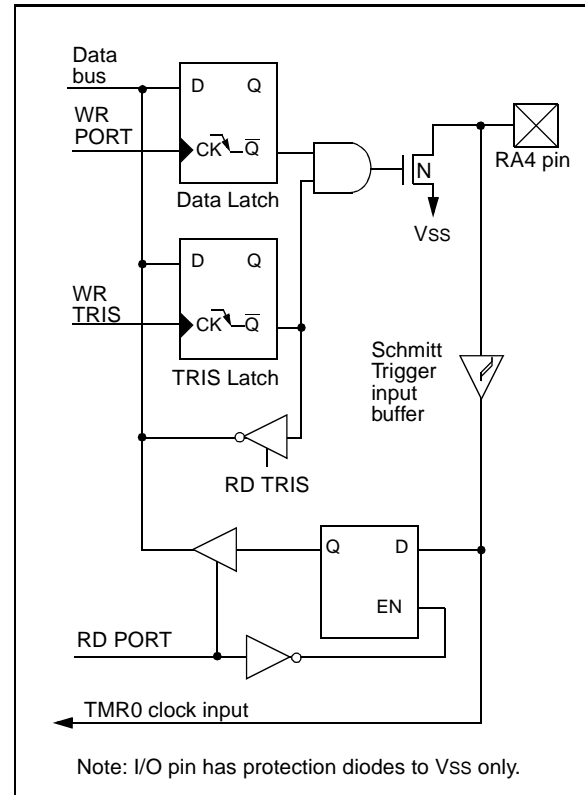 Data
bus
D Q
WR
PORT
CK Q
N
RA4 pin
Data Latch
VSS
D Q
WR
TRIS
CK Q
Schmitt
Trigger
input
buffer
TRIS Latch
RD TRIS
Q D
EN
RD PORT
TMR0 clock input
Note: I/O pin has protection diodes to VSS only.